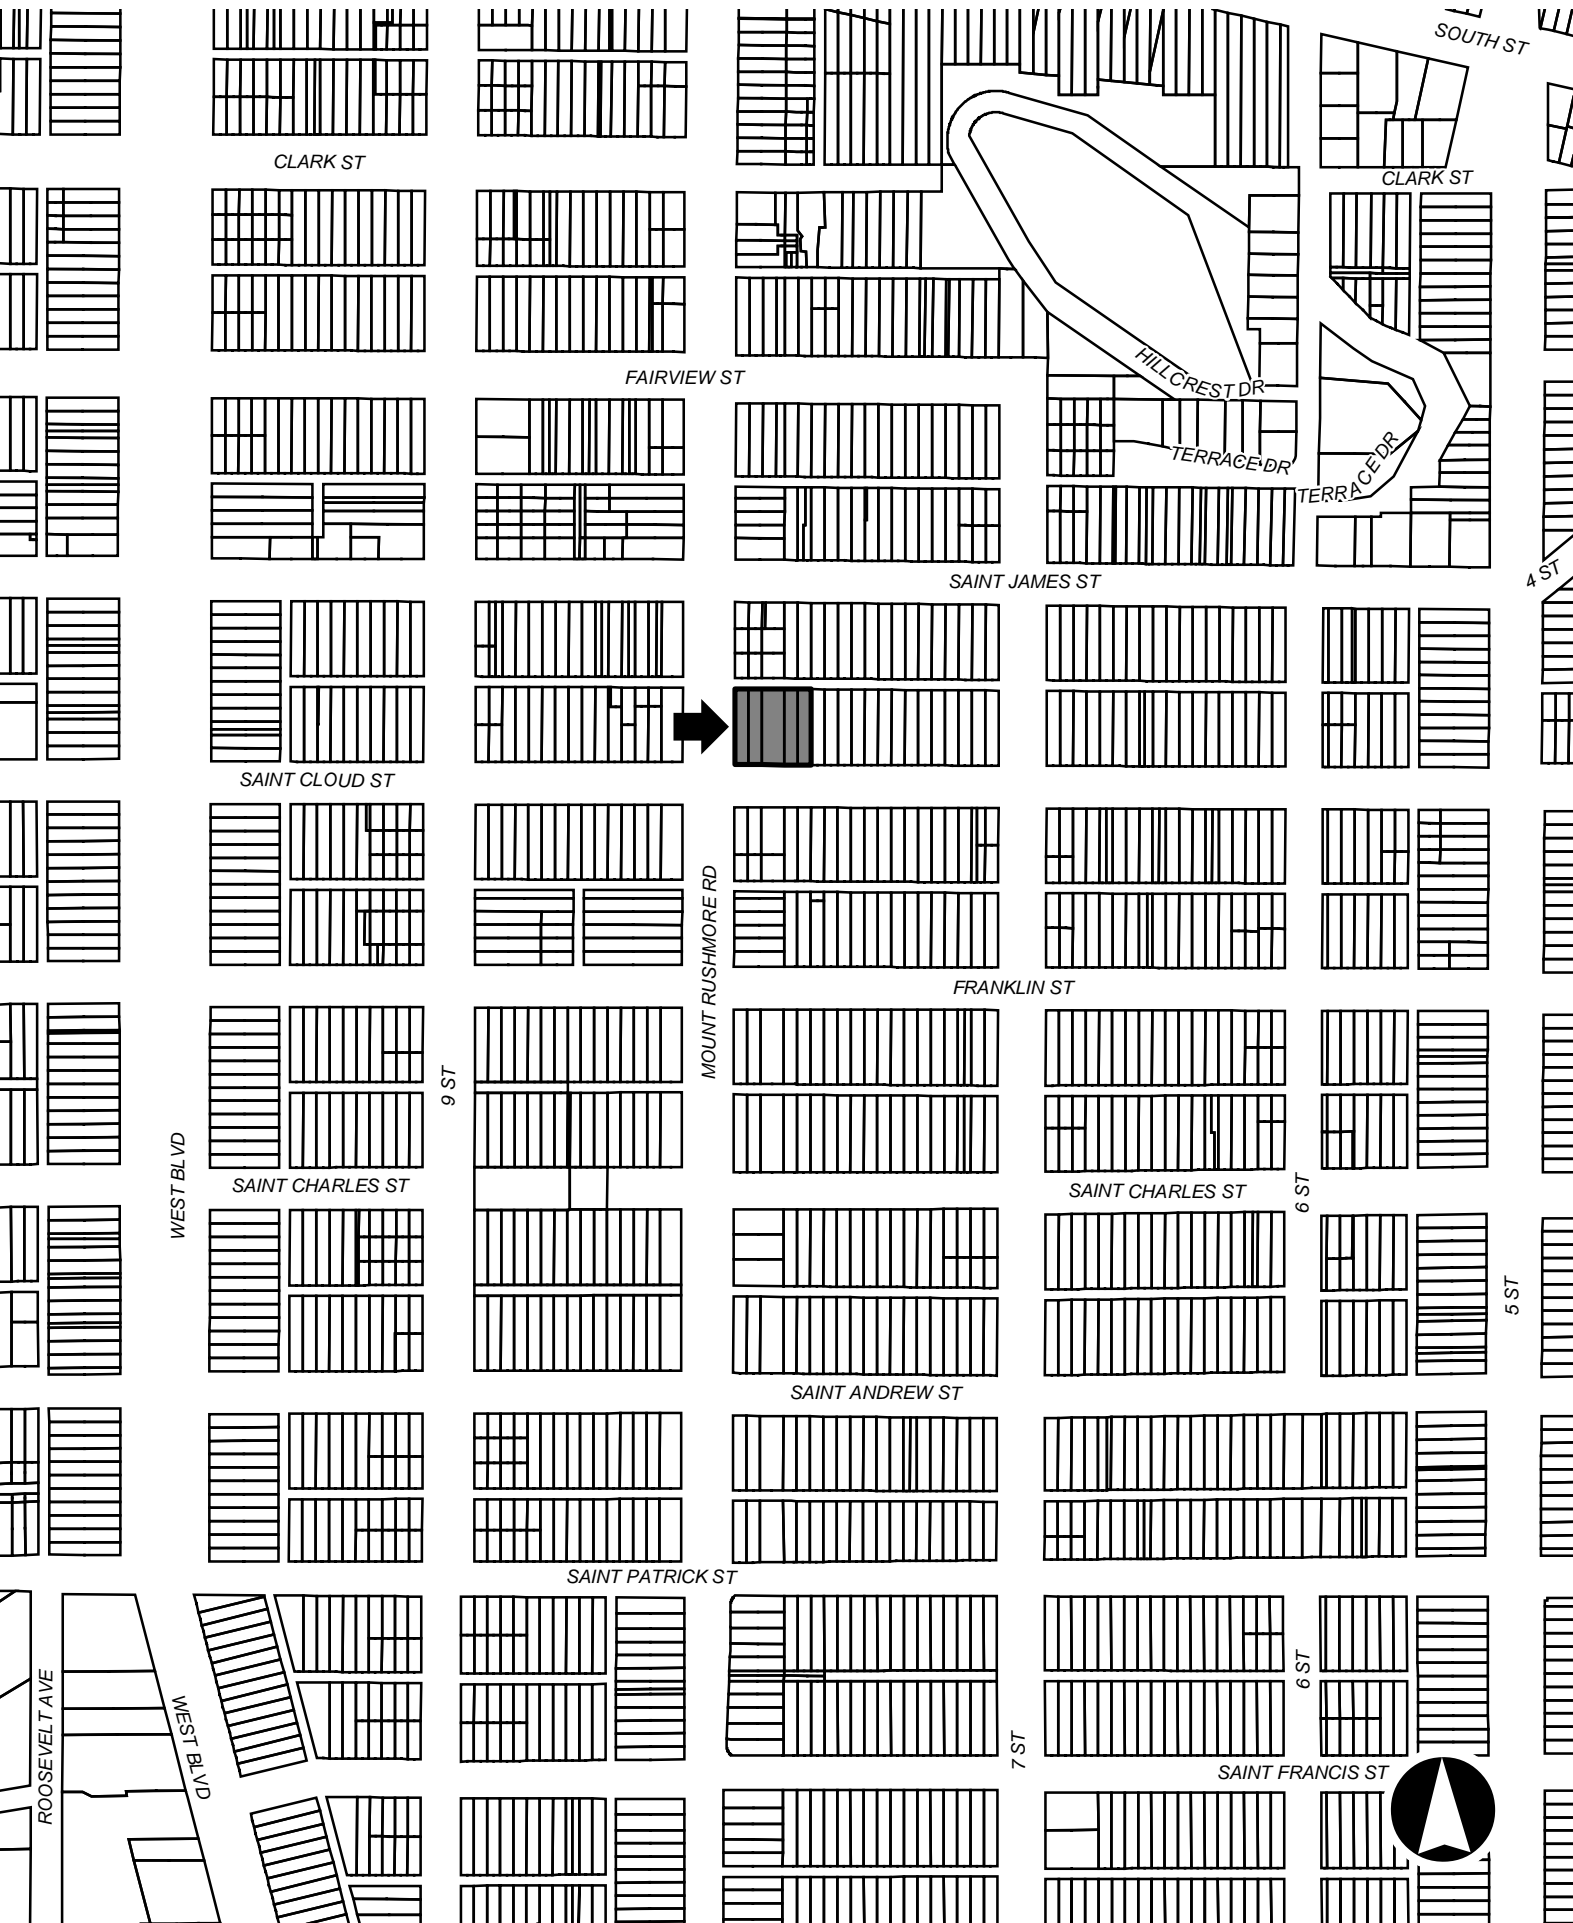 SOUTH ST
CLARK ST
CLARK ST
HILLCREST DR
FAIRVIEW ST
TERRACE DR
TERRACE DR
4 ST
SAINT JAMES ST
SAINT CLOUD ST
MOUNT RUSHMORE RD
FRANKLIN ST
9 ST
WEST BLVD
SAINT CHARLES ST
SAINT CHARLES ST
6 ST
5 ST
SAINT ANDREW ST
SAINT PATRICK ST
ROOSEVELT AVE
WEST BLVD
6 ST
7 ST
SAINT FRANCIS ST